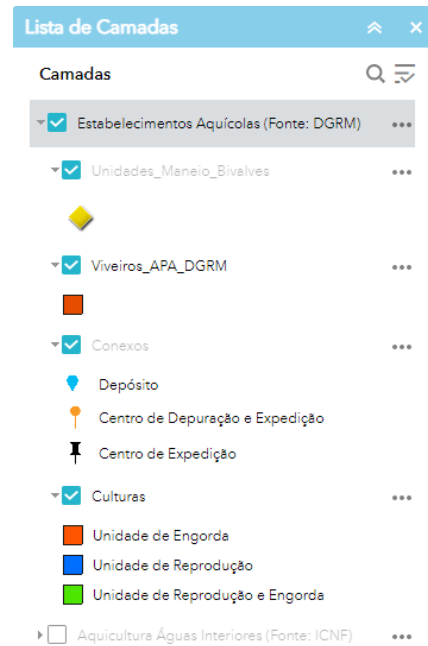 Lista de Camadas
Camadas
Estabelecimentos Aquícolas (Fonte: DGRM)
Unidades_Maneio_Bivalves
Viveiros_APA_DGRM
Conexos
Depósito
Centro de Depuração e Expedição
Centro de Expedição
Culturas
Unidade de Engorda
Unidade de Reprodução
Unidade de Reprodução e Engorda
Aquicultura Águas Interiores (Fonte: ICNF)